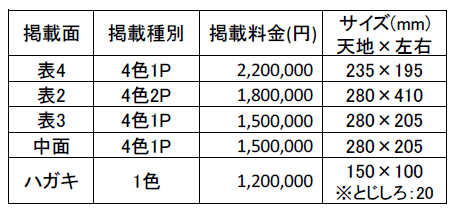 掲載面 掲載種別 掲載料金(円) サイズ(mm)
天地×左右
表4 4色1P 2,200,000 235×195
表2 4色2P 1,800,000 280×410
表3 4色1P 1,500,000 280×205
中面 4色1P 1,500,000 280×205
ハガキ 1色 1,200,000 150×100
※とじしろ:20